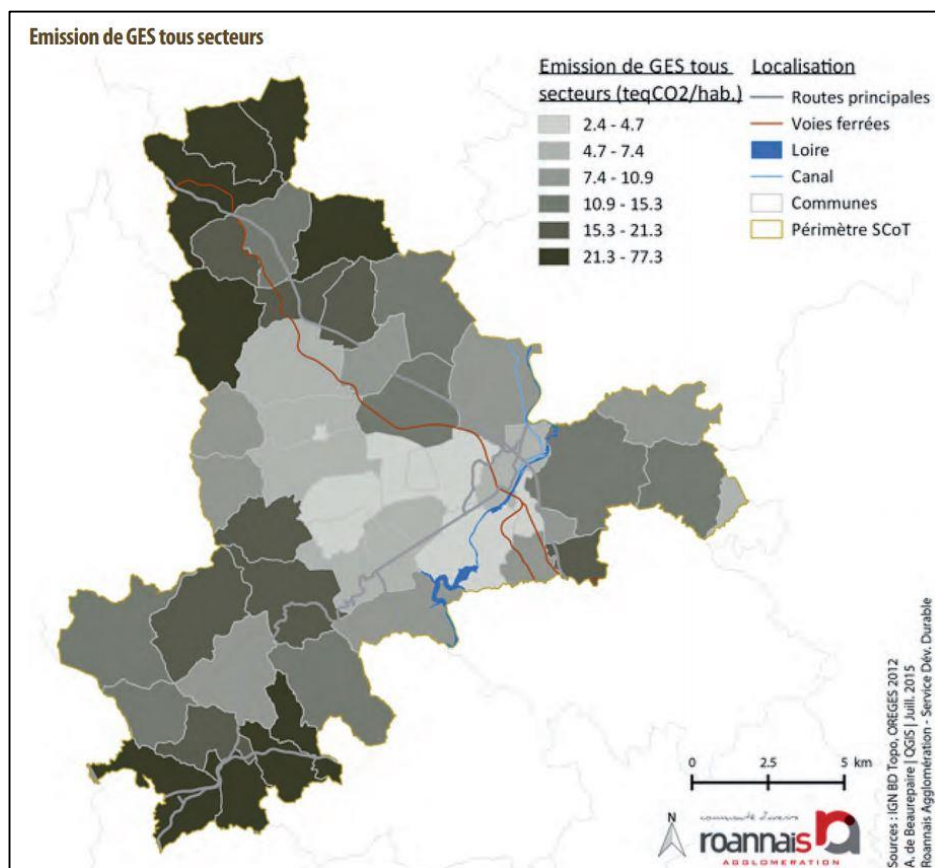 Emission de GES tous secteurs
Emission de GES tous
secteurs (teqCO2/hab.)
2.4 - 4.7
4.7 - 7.4
7.4 - 10.9
10.9 - 15.3
15.3 - 21.3
21.3 - 77.3
Localisation
Routes principales
Voies ferrées
Loire
Canal
Communes
Périmètre SCoT
0 2.5 5 km
N
communauté d'avenirs
roannais
AGGLOMERATION
Sources : IGN BD Topo, OREGES 2012
A. de Beaurepaire | QGIS | Juill. 2015
Roannais Agglomération - Service Dév. Durable